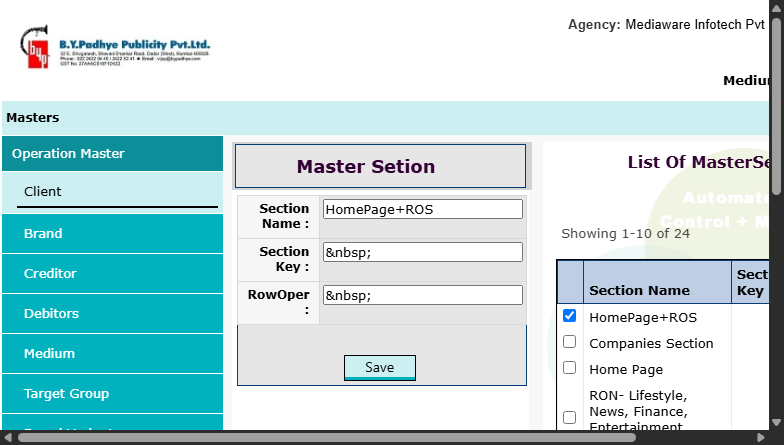 Agency: Mediaware Infotech Pvt
B.Y.Padhye Publicity Pvt.Ltd.
Mediu
Masters
Operation Master
Client
Brand
Creditor
Debitors
Medium
Target Group
Master Setion
Section Name :
HomePage+ROS
Section Key :
&nbsp;
RowOper :
&nbsp;
Save
List Of MasterSe
Automate
Control + M
Showing 1-10 of 24
Section Name
Sect
Key
HomePage+ROS
Companies Section
Home Page
RON- Lifestyle,
News, Finance,
Entertainment